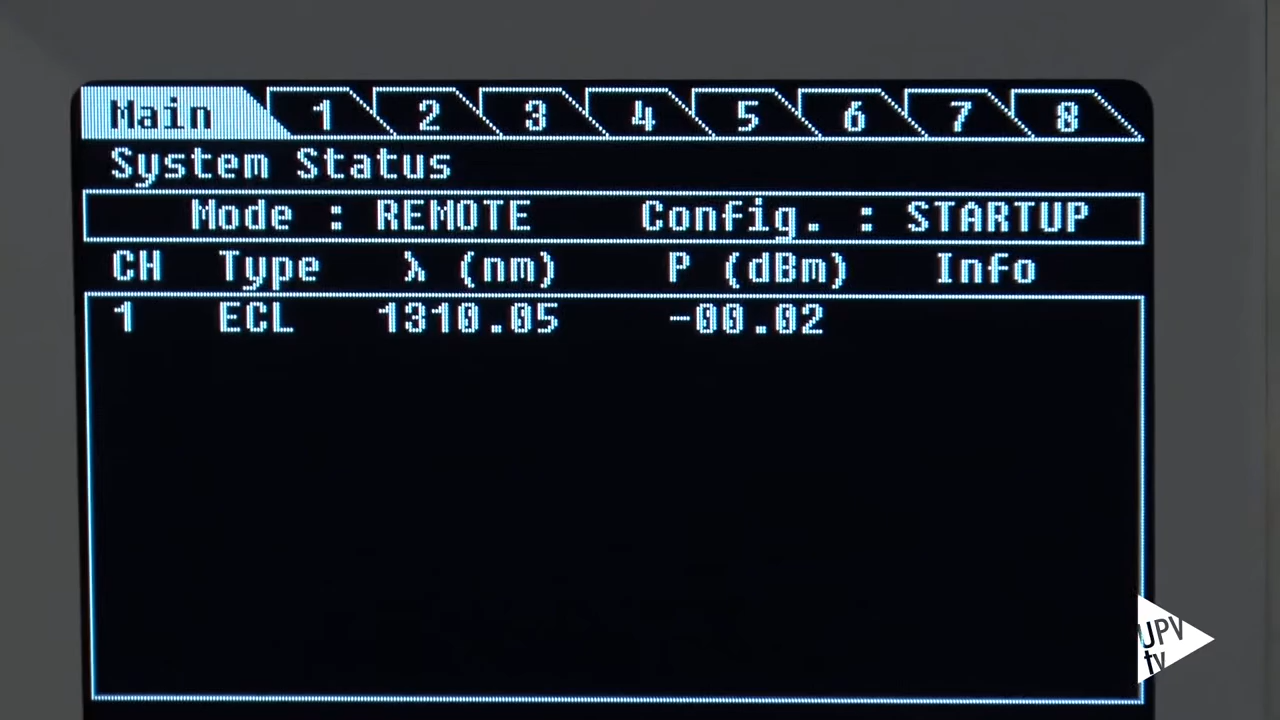 Main 1 2 3 4 5 6 7 8
System Status
Mode : REMOTE Config. : STARTUP
CH Type λ (nm) P (dBm) Info
1 ECL 1310.05 -00.02
UPV
tv